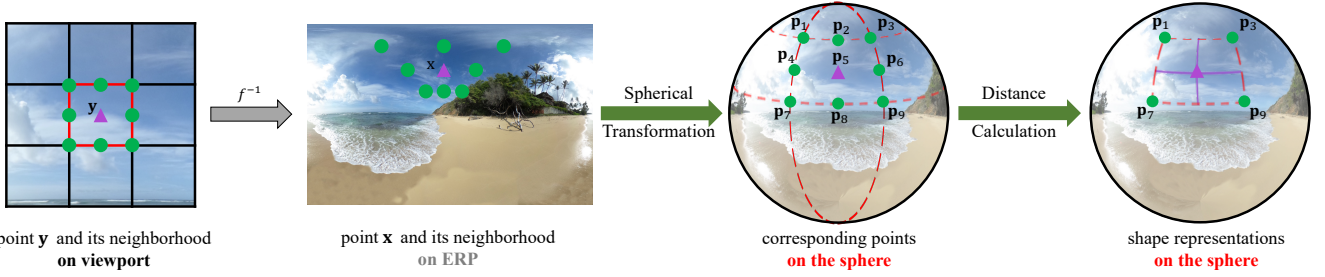 f⁻¹
x
y
p₁ p₂ p₃
p₄ p₅ p₆
p₇ p₈ p₉
p₁ p₃
p₇ p₉
Spherical
Transformation
Distance
Calculation
point y and its neighborhood
on viewport
point x and its neighborhood
on ERP
corresponding points
on the sphere
shape representations
on the sphere